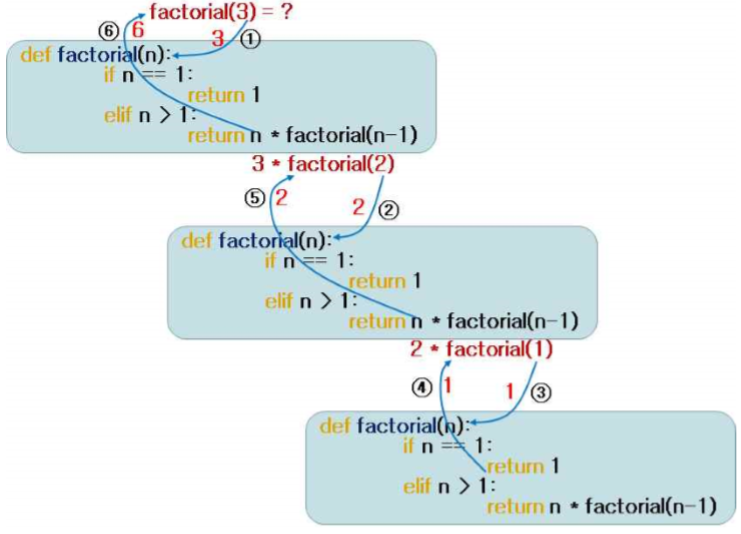 factorial(3) = ?
⑥ 6 3 ①
def factorial(n):
if n == 1:
return 1
elif n > 1:
return n * factorial(n-1)
3 * factorial(2)
⑤ 2 2 ②
def factorial(n):
if n == 1:
return 1
elif n > 1:
return n * factorial(n-1)
2 * factorial(1)
④ 1 1 ③
def factorial(n):
if n == 1:
return 1
elif n > 1:
return n * factorial(n-1)